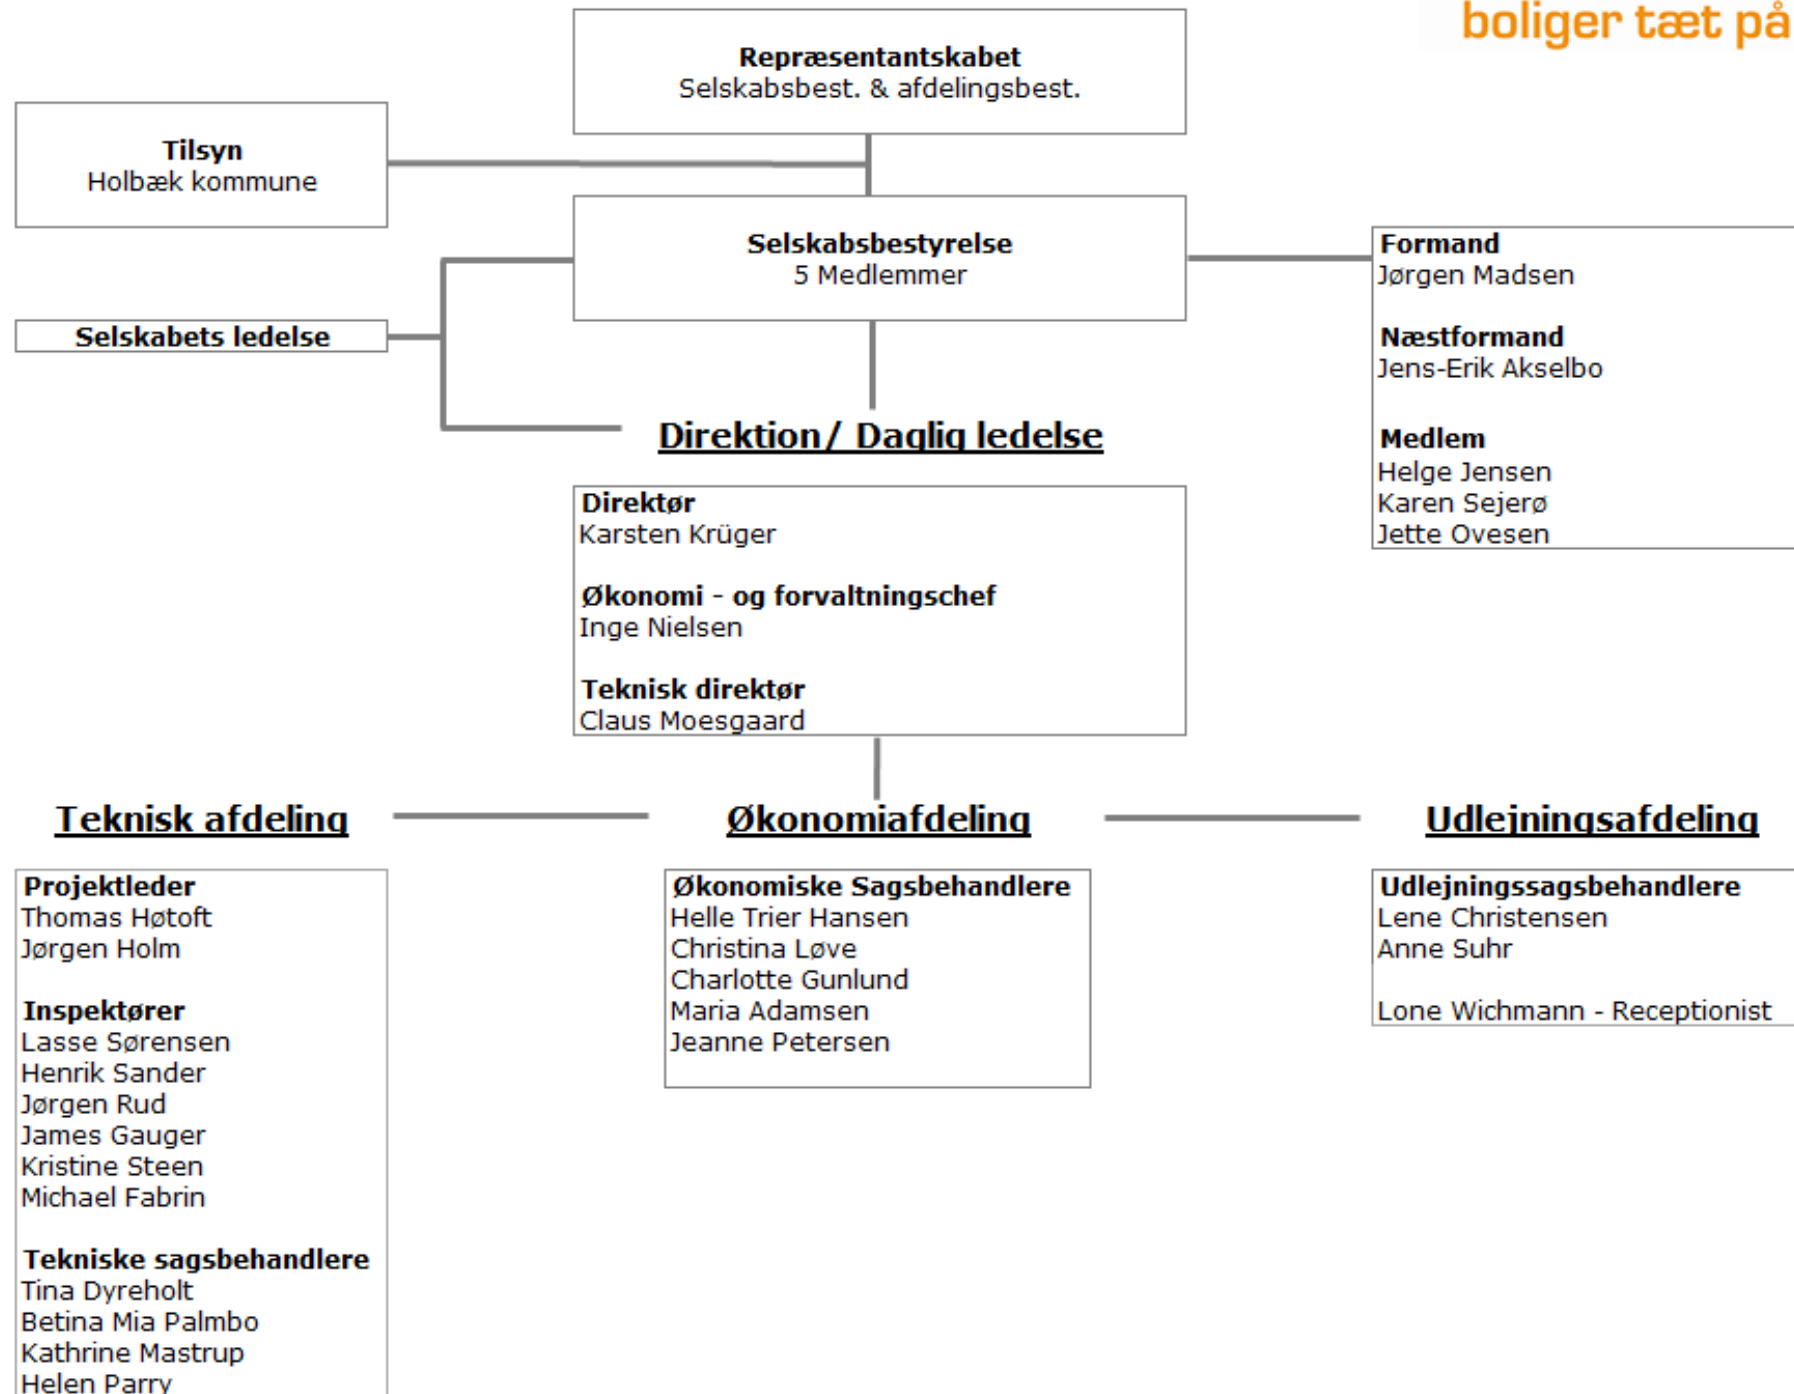 boliger tæt på
Repræsentantskabet
Selskabsbest. & afdelingsbest.
Tilsyn
Holbæk kommune
Selskabsbestyrelse
5 Medlemmer
Formand
Jørgen Madsen
Næstformand
Jens-Erik Akselbo
Medlem
Helge Jensen
Karen Sejerø
Jette Ovesen
Selskabets ledelse
Direktion/ Daglig ledelse
Direktør
Karsten Krüger
Økonomi - og forvaltningschef
Inge Nielsen
Teknisk direktør
Claus Moesgaard
Teknisk afdeling
Projektleder
Thomas Høtoft
Jørgen Holm
Inspektører
Lasse Sørensen
Henrik Sander
Jørgen Rud
James Gauger
Kristine Steen
Michael Fabrin
Tekniske sagsbehandlere
Tina Dyreholt
Betina Mia Palmbo
Kathrine Mastrup
Helen Parry
Økonomiafdeling
Økonomiske Sagsbehandlere
Helle Trier Hansen
Christina Løve
Charlotte Gunlund
Maria Adamsen
Jeanne Petersen
Udlejningsafdeling
Udlejningssagsbehandlere
Lene Christensen
Anne Suhr
Lone Wichmann - Receptionist